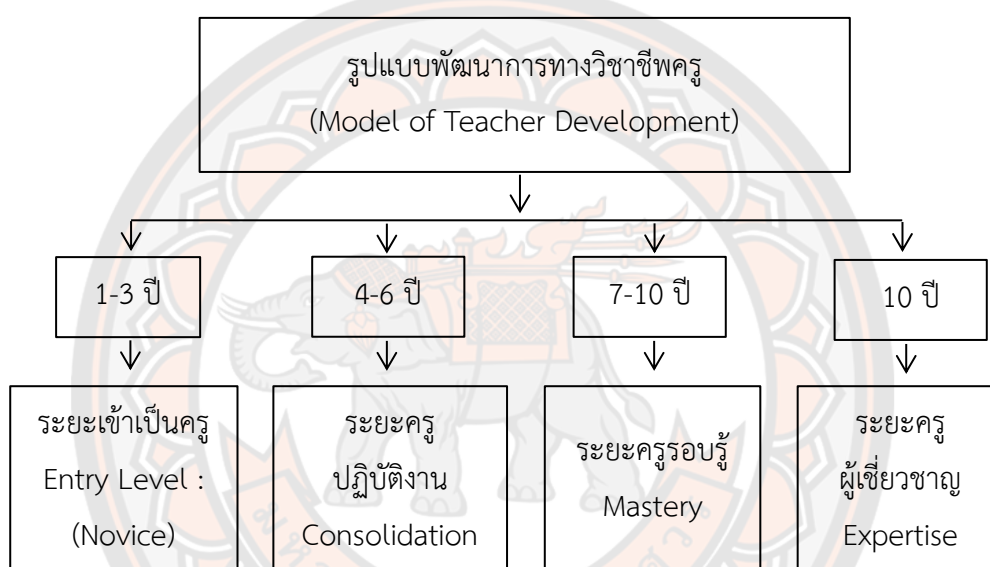 รูปแบบพัฒนาการทางวิชาชีพครู
(Model of Teacher Development)
1-3 ปี
4-6 ปี
7-10 ปี
10 ปี
ระยะเข้าเป็นครู
Entry Level :
(Novice)
ระยะครู
ปฏิบัติงาน
Consolidation
ระยะครูรอบรู้
Mastery
ระยะครู
ผู้เชี่ยวชาญ
Expertise